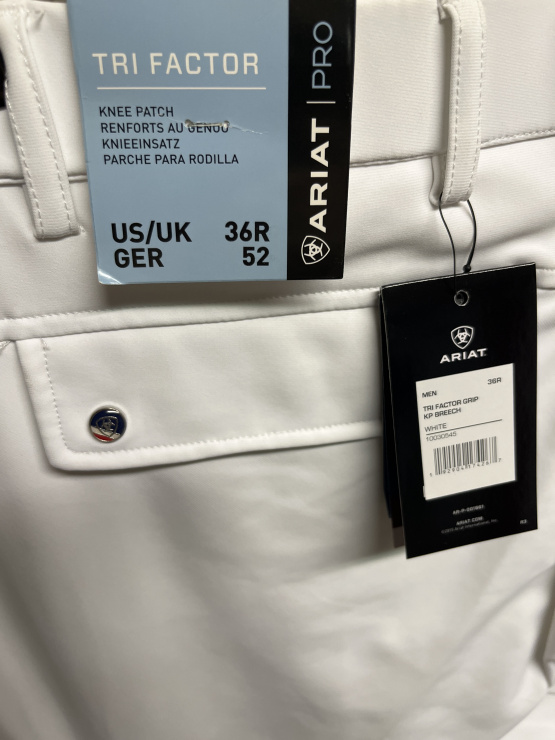 TRI FACTOR
KNEE PATCH
RENFORTS AU GENOU
KNIEEINSATZ
PARCHE PARA RODILLA
US/UK 36R
GER 52
ARIAT | PRO
ARIAT
36R
MEN
TRI FACTOR GRIP
KP BREECH
WHITE
10030545
ARIAT.COM